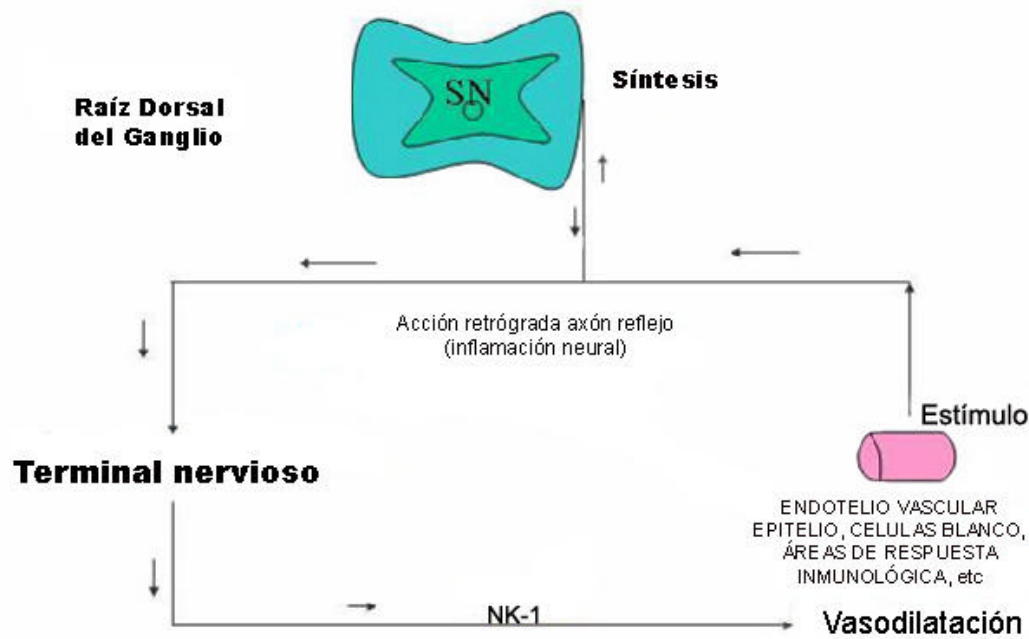 SN
Síntesis
Raíz Dorsal
del Ganglio
Acción retrógrada axón reflejo
(inflamación neural)
Estímulo
Terminal nervioso
ENDOTELIO VASCULAR
EPITELIO, CELULAS BLANCO,
ÁREAS DE RESPUESTA
INMUNOLÓGICA, etc
NK-1
Vasodilatación